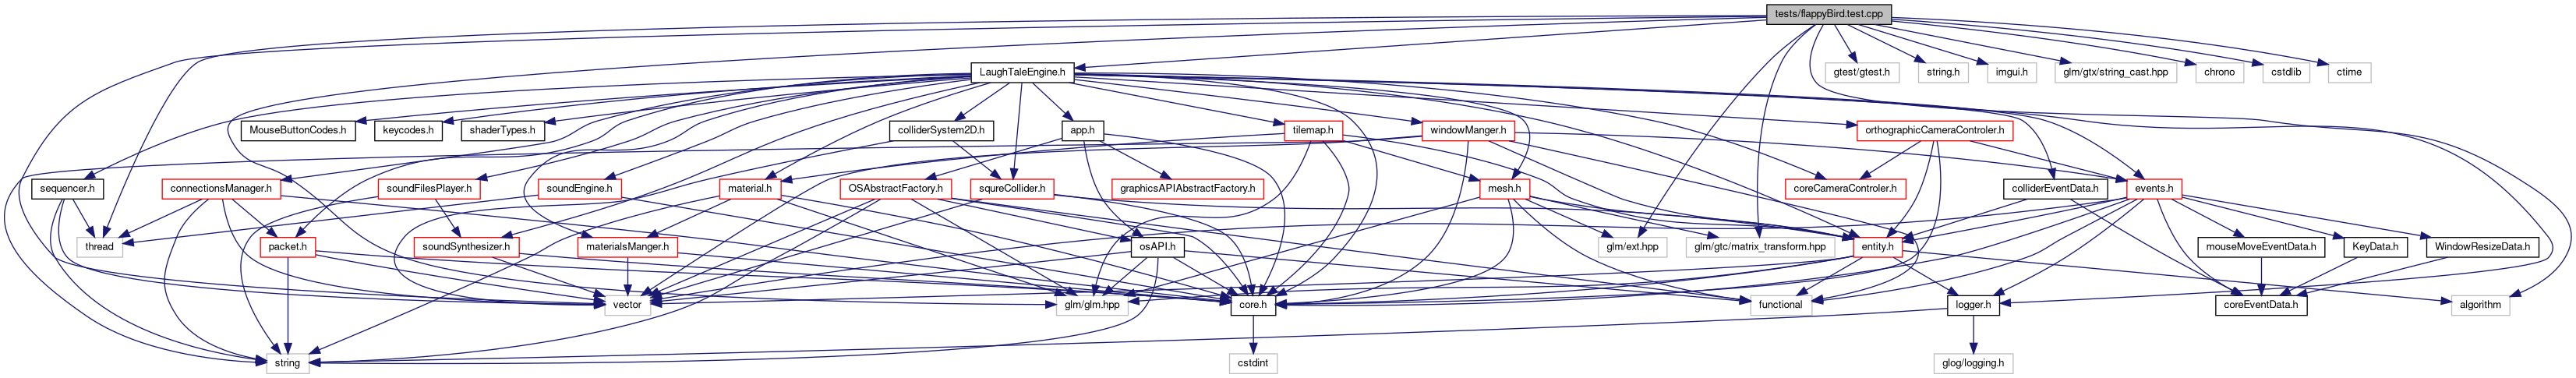 tests/flappyBird.test.cpp
LaughTaleEngine.h
gtest/gtest.h
string.h
imgui.h
glm/gtx/string_cast.hpp
chrono
cstdlib
ctime
MouseButtonCodes.h
keycodes.h
shaderTypes.h
colliderSystem2D.h
app.h
tilemap.h
windowManger.h
orthographicCameraControler.h
sequencer.h
connectionsManager.h
soundFilesPlayer.h
soundEngine.h
material.h
OSAbstractFactory.h
squreCollider.h
graphicsAPIAbstractFactory.h
mesh.h
coreCameraControler.h
colliderEventData.h
events.h
thread
packet.h
soundSynthesizer.h
materialsManger.h
osAPI.h
glm/ext.hpp
glm/gtc/matrix_transform.hpp
entity.h
mouseMoveEventData.h
KeyData.h
WindowResizeData.h
vector
glm/glm.hpp
core.h
functional
logger.h
coreEventData.h
algorithm
string
cstdint
glog/logging.h